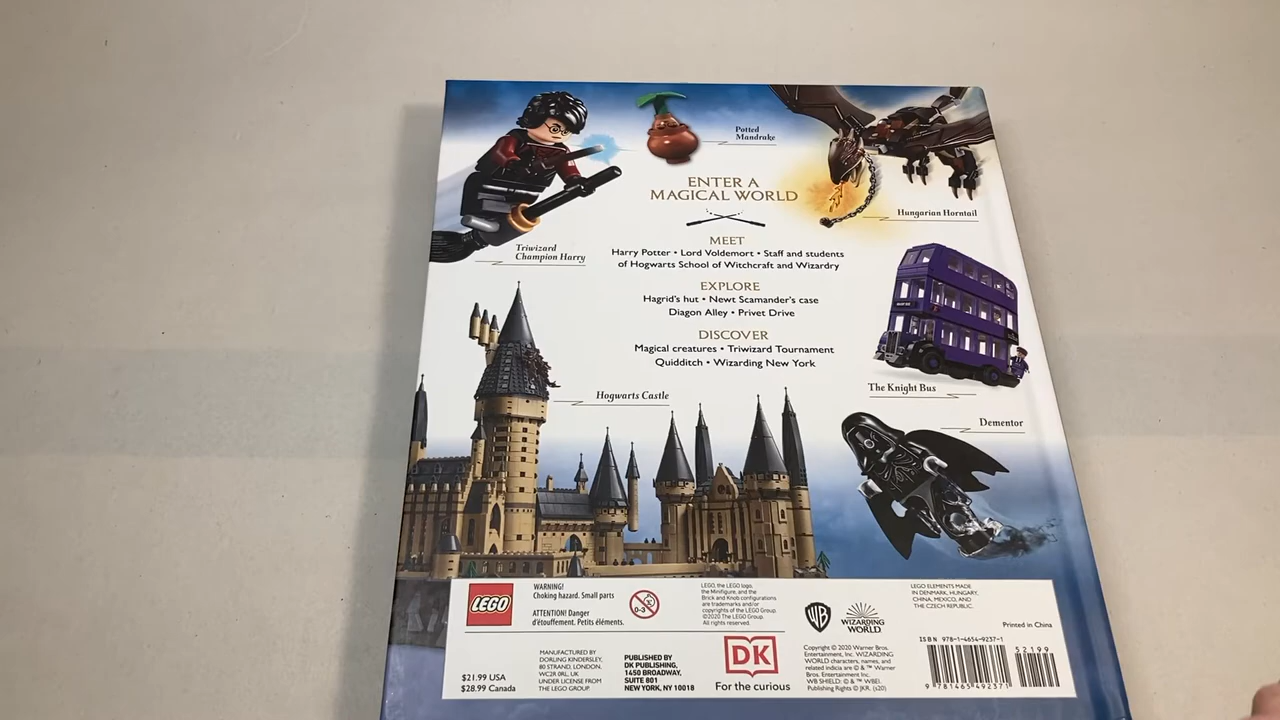 Potted
Mandrake
ENTER A
MAGICAL WORLD
Hungarian Horntail
Triwizard
Champion Harry
MEET
Harry Potter • Lord Voldemort • Staff and students
of Hogwarts School of Witchcraft and Wizardry
EXPLORE
Hagrid's hut • Newt Scamander's case
Diagon Alley • Privet Drive
DISCOVER
Magical creatures • Triwizard Tournament
Quidditch • Wizarding New York
The Knight Bus
Hogwarts Castle
Dementor
LEGO
WARNING!
Choking hazard. Small parts
ATTENTION! Danger
d'étouffement. Petits éléments.
0-3
LEGO, the LEGO logo,
the Minifigure, and the
Brick and Knob configurations
are trademarks and/or
copyrights of the LEGO Group.
©2020 The LEGO Group.
All rights reserved.
WB
WIZARDING
WORLD
LEGO ELEMENTS MADE
IN DENMARK, HUNGARY,
CHINA, MEXICO, AND
THE CZECH REPUBLIC.
Printed in China
$21.99 USA
$28.99 Canada
MANUFACTURED BY
DORLING KINDERSLEY,
80 STRAND, LONDON,
WC2R 0RL, UK
UNDER LICENSE FROM
THE LEGO GROUP.
PUBLISHED BY
DK PUBLISHING,
1450 BROADWAY,
SUITE 801
NEW YORK, NY 10018
DK
For the curious
Copyright © 2020 Warner Bros.
Entertainment, Inc. WIZARDING
WORLD characters, names, and
related indicia are © & ™ Warner
Bros. Entertainment, Inc.
WB SHIELD: © & ™ WBEI.
Publishing Rights © JKR. (s20)
ISBN 978-1-4654-9237-1
52199
9 781465 492371